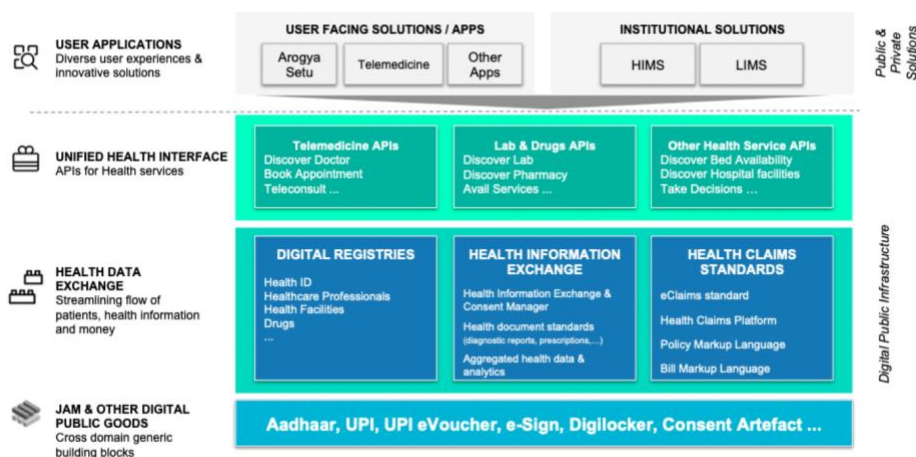 USER APPLICATIONS
Diverse user experiences &
innovative solutions
USER FACING SOLUTIONS / APPS
Arogya
Setu
Telemedicine
Other
Apps
INSTITUTIONAL SOLUTIONS
HIMS
LIMS
Public &
Private
Solutions
UNIFIED HEALTH INTERFACE
APIs for Health services
Telemedicine APIs
Discover Doctor
Book Appointment
Teleconsult ...
Lab & Drugs APIs
Discover Lab
Discover Pharmacy
Avail Services ...
Other Health Service APIs
Discover Bed Availability
Discover Hospital facilities
Take Decisions …
HEALTH DATA
EXCHANGE
Streamlining flow of
patients, health information
and money
DIGITAL REGISTRIES
Health ID
Healthcare Professionals
Health Facilities
Drugs
...
HEALTH INFORMATION
EXCHANGE
Health Information Exchange &
Consent Manager
Health document standards
(diagnostic reports, prescriptions,…)
Aggregated health data &
analytics
HEALTH CLAIMS
STANDARDS
eClaims standard
Health Claims Platform
Policy Markup Language
Bill Markup Language
Digital Public Infrastructure
JAM & OTHER DIGITAL
PUBLIC GOODS
Cross domain generic
building blocks
Aadhaar, UPI, UPI eVoucher, e-Sign, Digilocker, Consent Artefact ...